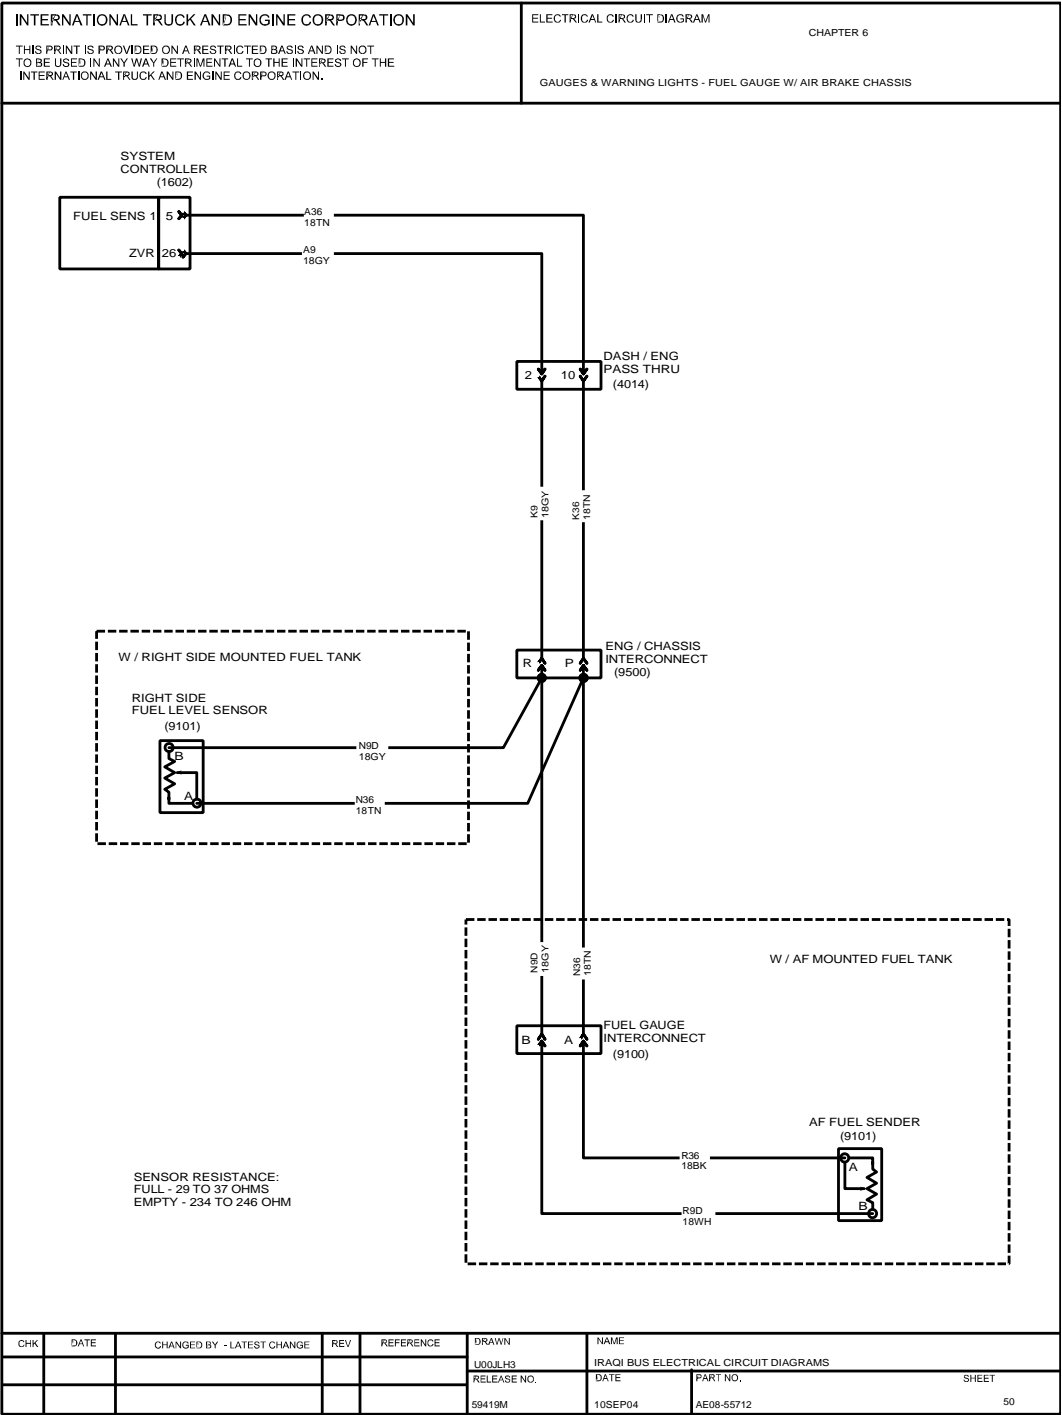 INTERNATIONAL TRUCK AND ENGINE CORPORATION
THIS PRINT IS PROVIDED ON A RESTRICTED BASIS AND IS NOT
TO BE USED IN ANY WAY DETRIMENTAL TO THE INTEREST OF THE
INTERNATIONAL TRUCK AND ENGINE CORPORATION.
ELECTRICAL CIRCUIT DIAGRAM
CHAPTER 6
GAUGES & WARNING LIGHTS - FUEL GAUGE W/ AIR BRAKE CHASSIS
SYSTEM
CONTROLLER
(1602)
FUEL SENS 1 5
ZVR 26
A36
18TN
A9
18GY
DASH / ENG
PASS THRU
(4014)
2 10
K9
18GY
K36
18TN
ENG / CHASSIS
INTERCONNECT
(9500)
R P
W / RIGHT SIDE MOUNTED FUEL TANK
RIGHT SIDE
FUEL LEVEL SENSOR
(9101)
B
A
N9D
18GY
N36
18TN
N9D
18GY
N36
18TN
W / AF MOUNTED FUEL TANK
FUEL GAUGE
INTERCONNECT
(9100)
B A
AF FUEL SENDER
(9101)
A
B
R36
18BK
R9D
18WH
SENSOR RESISTANCE:
FULL - 29 TO 37 OHMS
EMPTY - 234 TO 246 OHM
CHK DATE CHANGED BY - LATEST CHANGE REV REFERENCE
DRAWN
U00JLH3
NAME
IRAQI BUS ELECTRICAL CIRCUIT DIAGRAMS
RELEASE NO.
59419M
DATE
10SEP04
PART NO.
AE08-55712
SHEET
50